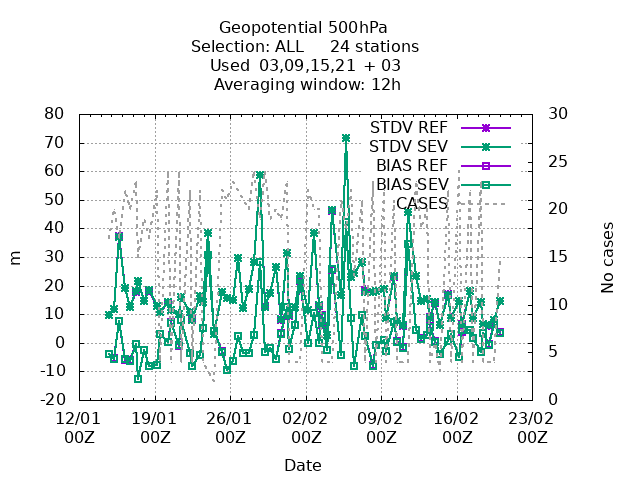 Geopotential 500hPa
Selection: ALL     24 stations
Used  03,09,15,21 + 03
Averaging window: 12h
80
70
60
50
40
30
20
10
0
-10
-20
m
30
25
20
15
10
5
0
No cases
STDV REF
STDV SEV
BIAS REF
BIAS SEV
CASES
12/01 19/01 26/01 02/02 09/02 16/02 23/02
00Z 00Z 00Z 00Z 00Z 00Z 00Z
Date